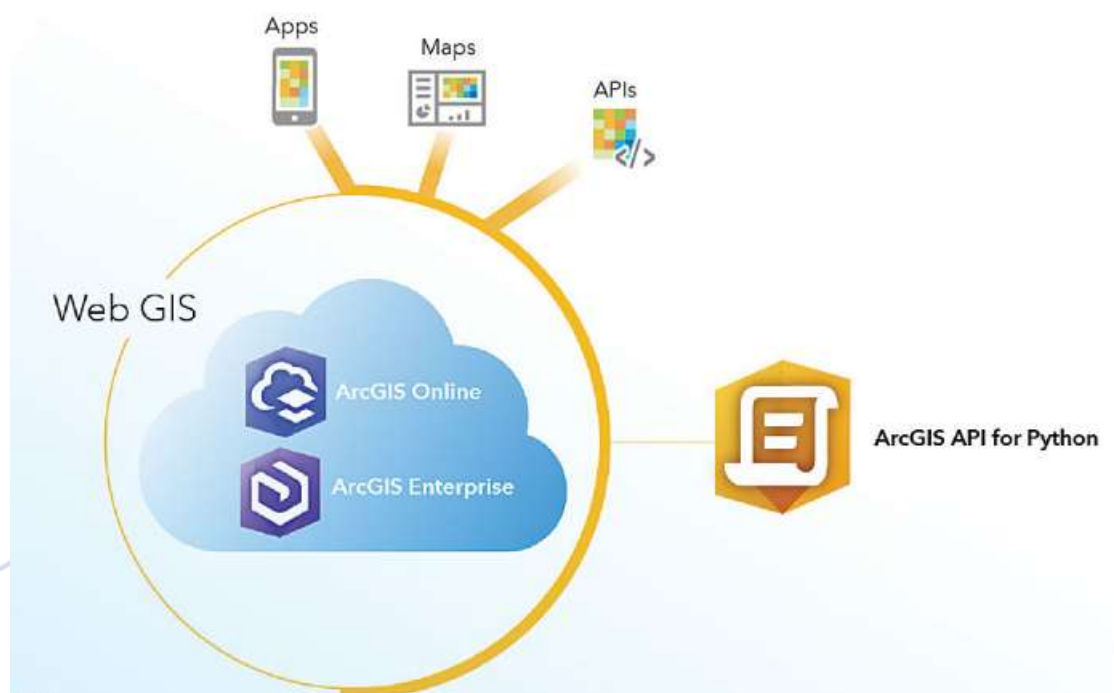 Apps
Maps
APIs
Web GIS
ArcGIS Online
ArcGIS Enterprise
ArcGIS API for Python